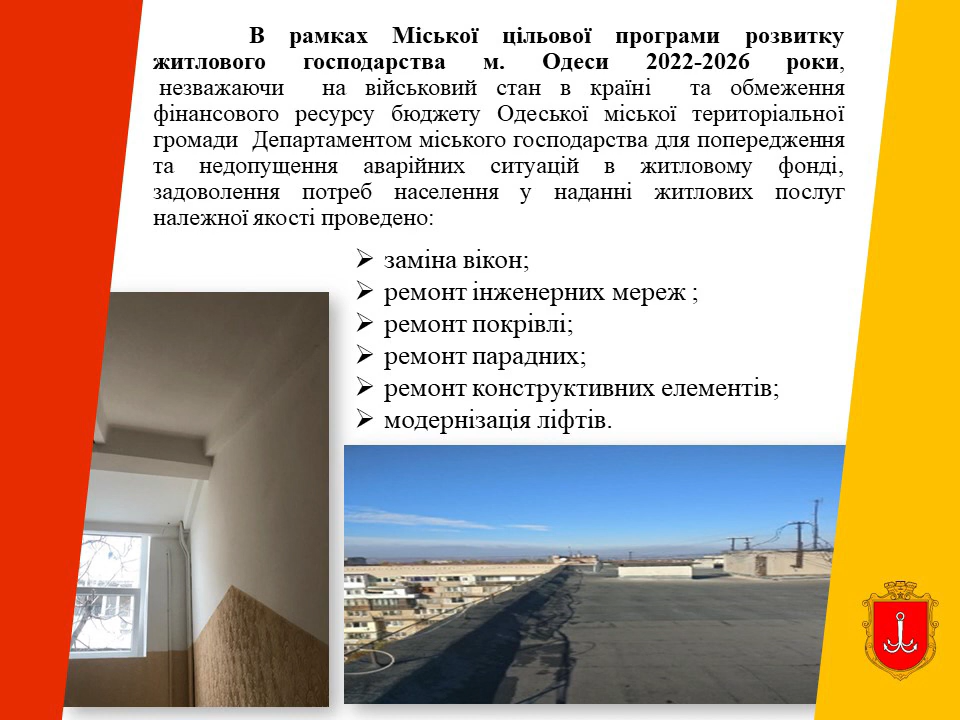 В рамках Міської цільової програми розвитку
житлового господарства м. Одеси 2022-2026 роки,
незважаючи на військовий стан в країні та обмеження
фінансового ресурсу бюджету Одеської міської територіальної
громади Департаментом міського господарства для попередження
та недопущення аварійних ситуацій в житловому фонді,
задоволення потреб населення у наданні житлових послуг
належної якості проведено:
➢ заміна вікон;
➢ ремонт інженерних мереж ;
➢ ремонт покрівлі;
➢ ремонт парадних;
➢ ремонт конструктивних елементів;
➢ модернізація ліфтів.